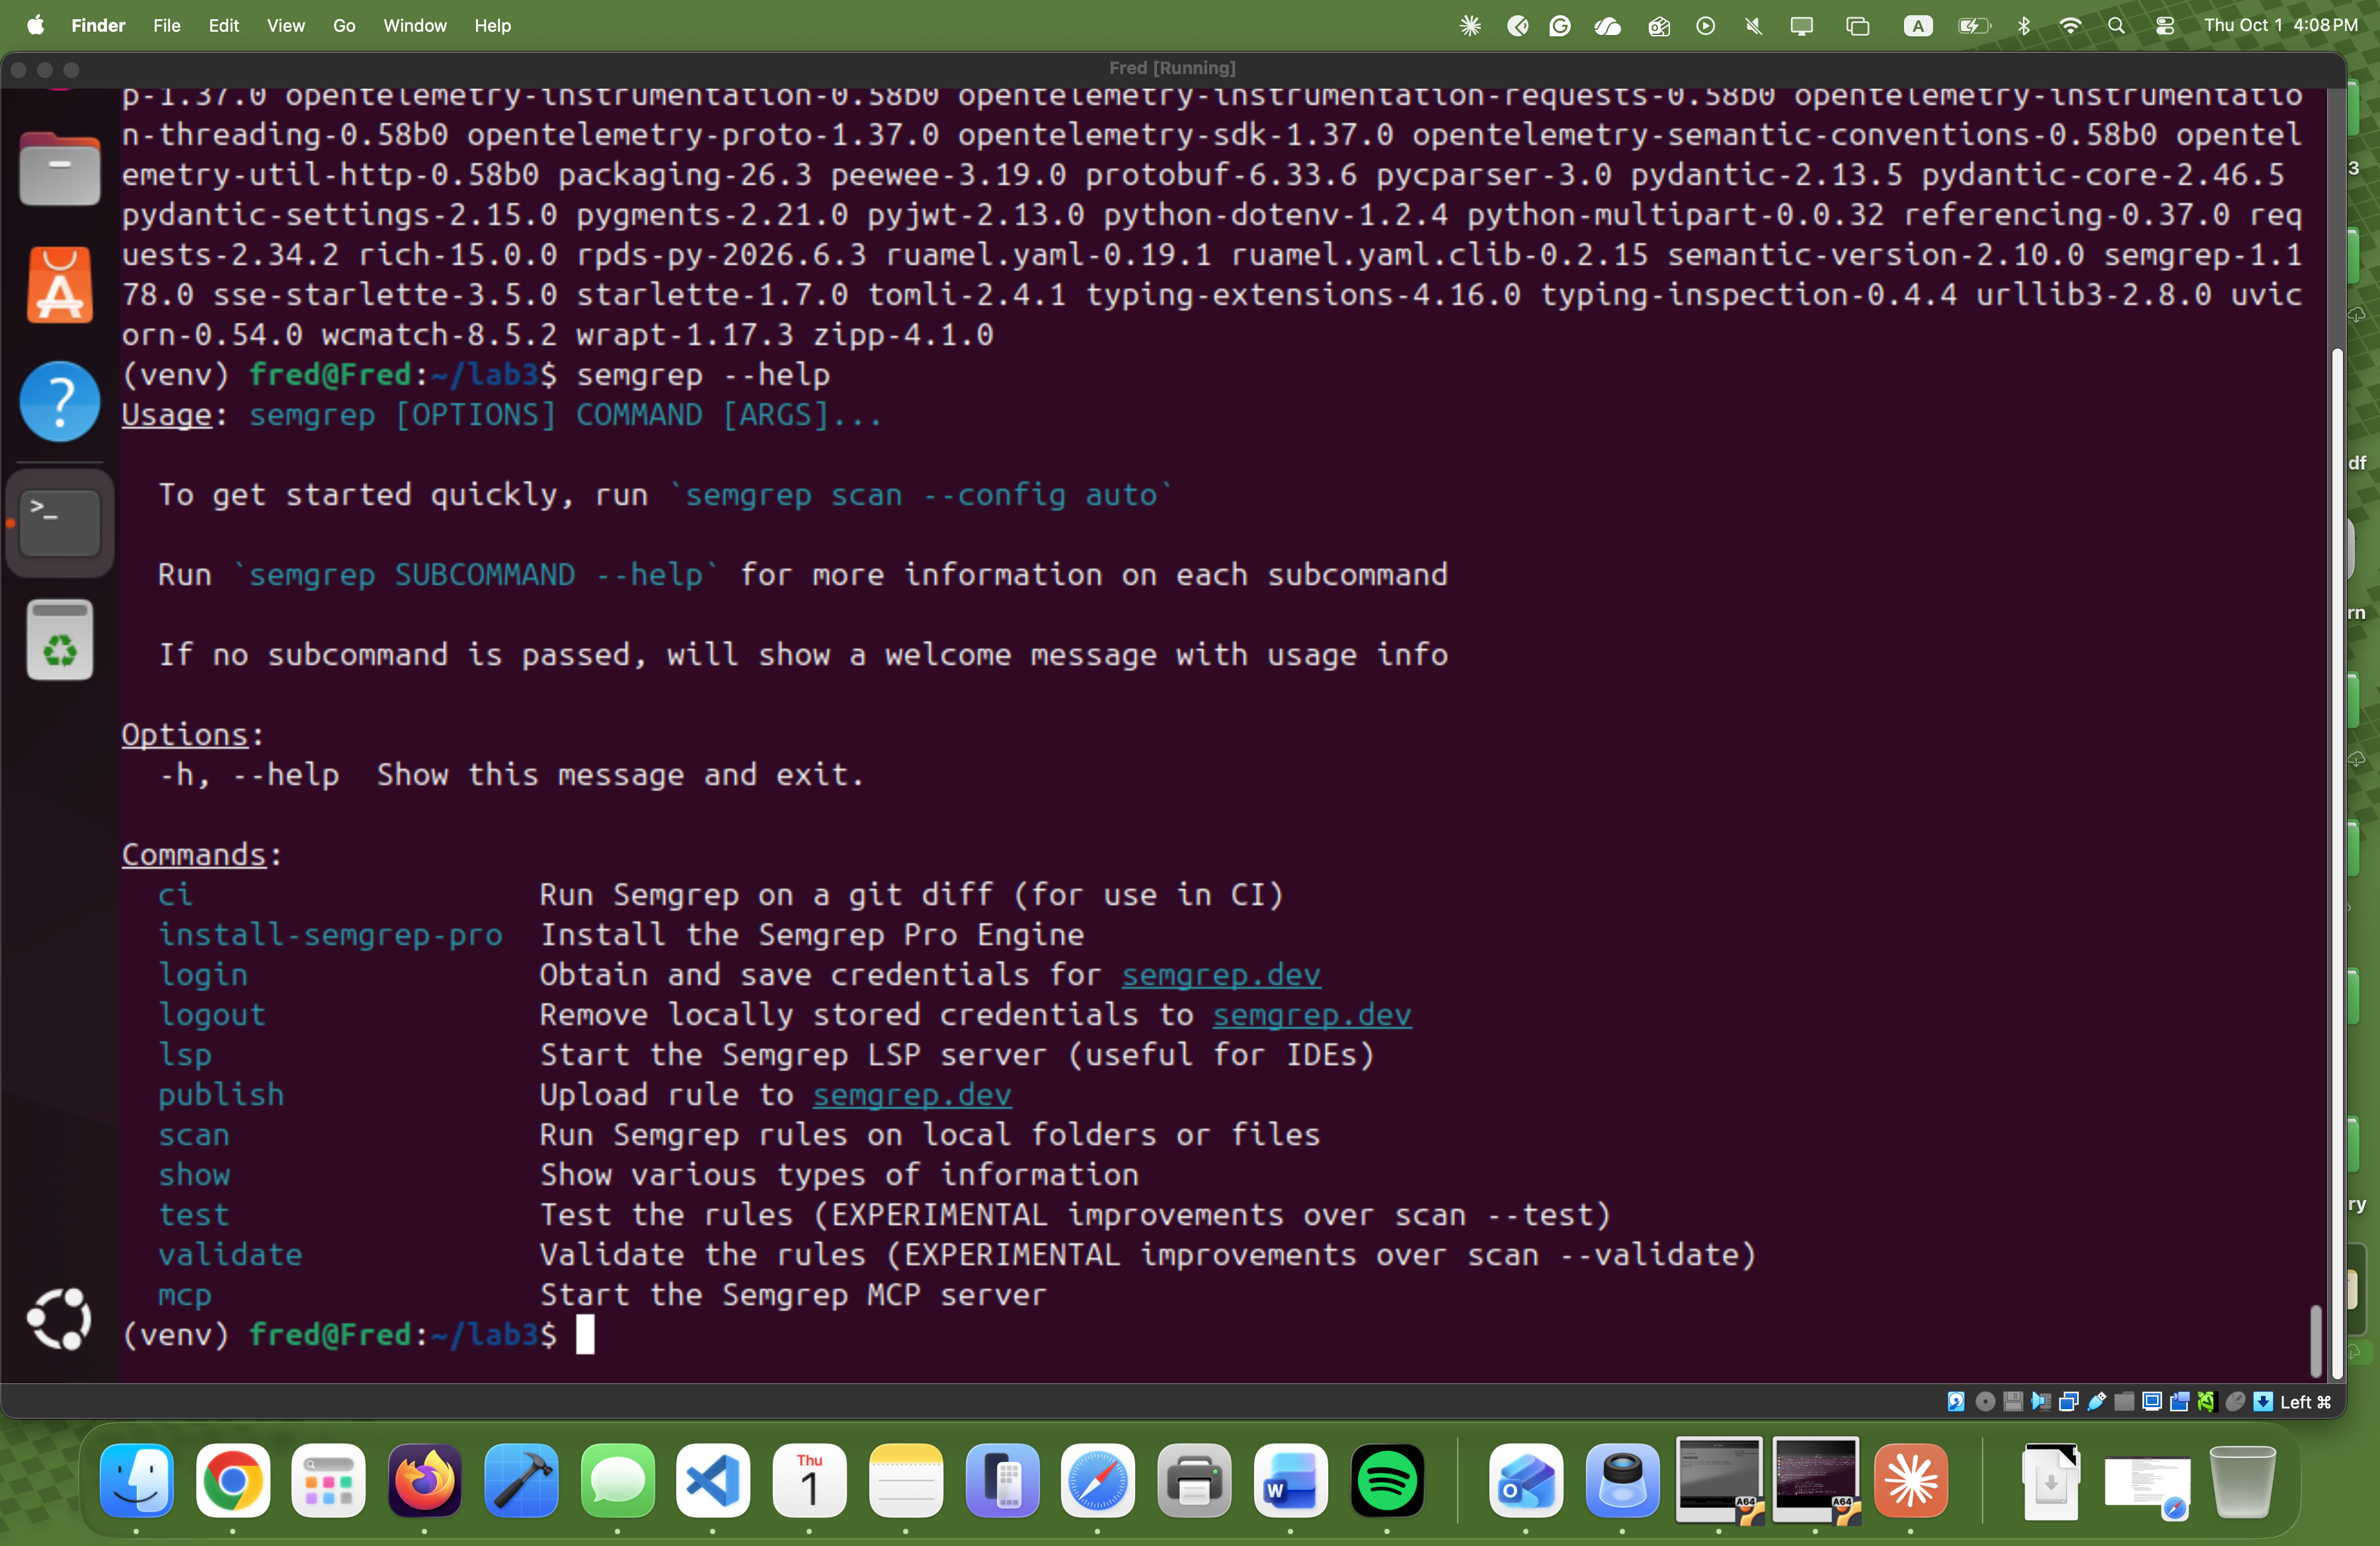 Finder File Edit View Go Window Help
A
Thu Oct 1 4:08 PM
Fred [Running]
p-1.37.0 opentelemetry-instrumentation-0.58b0 opentelemetry-instrumentation-requests-0.58b0 opentelemetry-instrumentatio
n-threading-0.58b0 opentelemetry-proto-1.37.0 opentelemetry-sdk-1.37.0 opentelemetry-semantic-conventions-0.58b0 opentel
emetry-util-http-0.58b0 packaging-26.3 peewee-3.19.0 protobuf-6.33.6 pycparser-3.0 pydantic-2.13.5 pydantic-core-2.46.5
pydantic-settings-2.15.0 pygments-2.21.0 pyjwt-2.13.0 python-dotenv-1.2.4 python-multipart-0.0.32 referencing-0.37.0 req
uests-2.34.2 rich-15.0.0 rpds-py-2026.6.3 ruamel.yaml-0.19.1 ruamel.yaml.clib-0.2.15 semantic-version-2.10.0 semgrep-1.1
78.0 sse-starlette-3.5.0 starlette-1.7.0 tomli-2.4.1 typing-extensions-4.16.0 typing-inspection-0.4.4 urllib3-2.8.0 uvic
orn-0.54.0 wcmatch-8.5.2 wrapt-1.17.3 zipp-4.1.0
(venv) fred@Fred:~/lab3$ semgrep --help
Usage: semgrep [OPTIONS] COMMAND [ARGS]...
To get started quickly, run `semgrep scan --config auto`
Run `semgrep SUBCOMMAND --help` for more information on each subcommand
If no subcommand is passed, will show a welcome message with usage info
Options:
-h, --help  Show this message and exit.
Commands:
ci Run Semgrep on a git diff (for use in CI)
install-semgrep-pro Install the Semgrep Pro Engine
login Obtain and save credentials for semgrep.dev
logout Remove locally stored credentials to semgrep.dev
lsp Start the Semgrep LSP server (useful for IDEs)
publish Upload rule to semgrep.dev
scan Run Semgrep rules on local folders or files
show Show various types of information
test Test the rules (EXPERIMENTAL improvements over scan --test)
validate Validate the rules (EXPERIMENTAL improvements over scan --validate)
mcp Start the Semgrep MCP server
(venv) fred@Fred:~/lab3$
3
df
rn
ry
Left ⌘
Thu
1
W
O
A64
A64